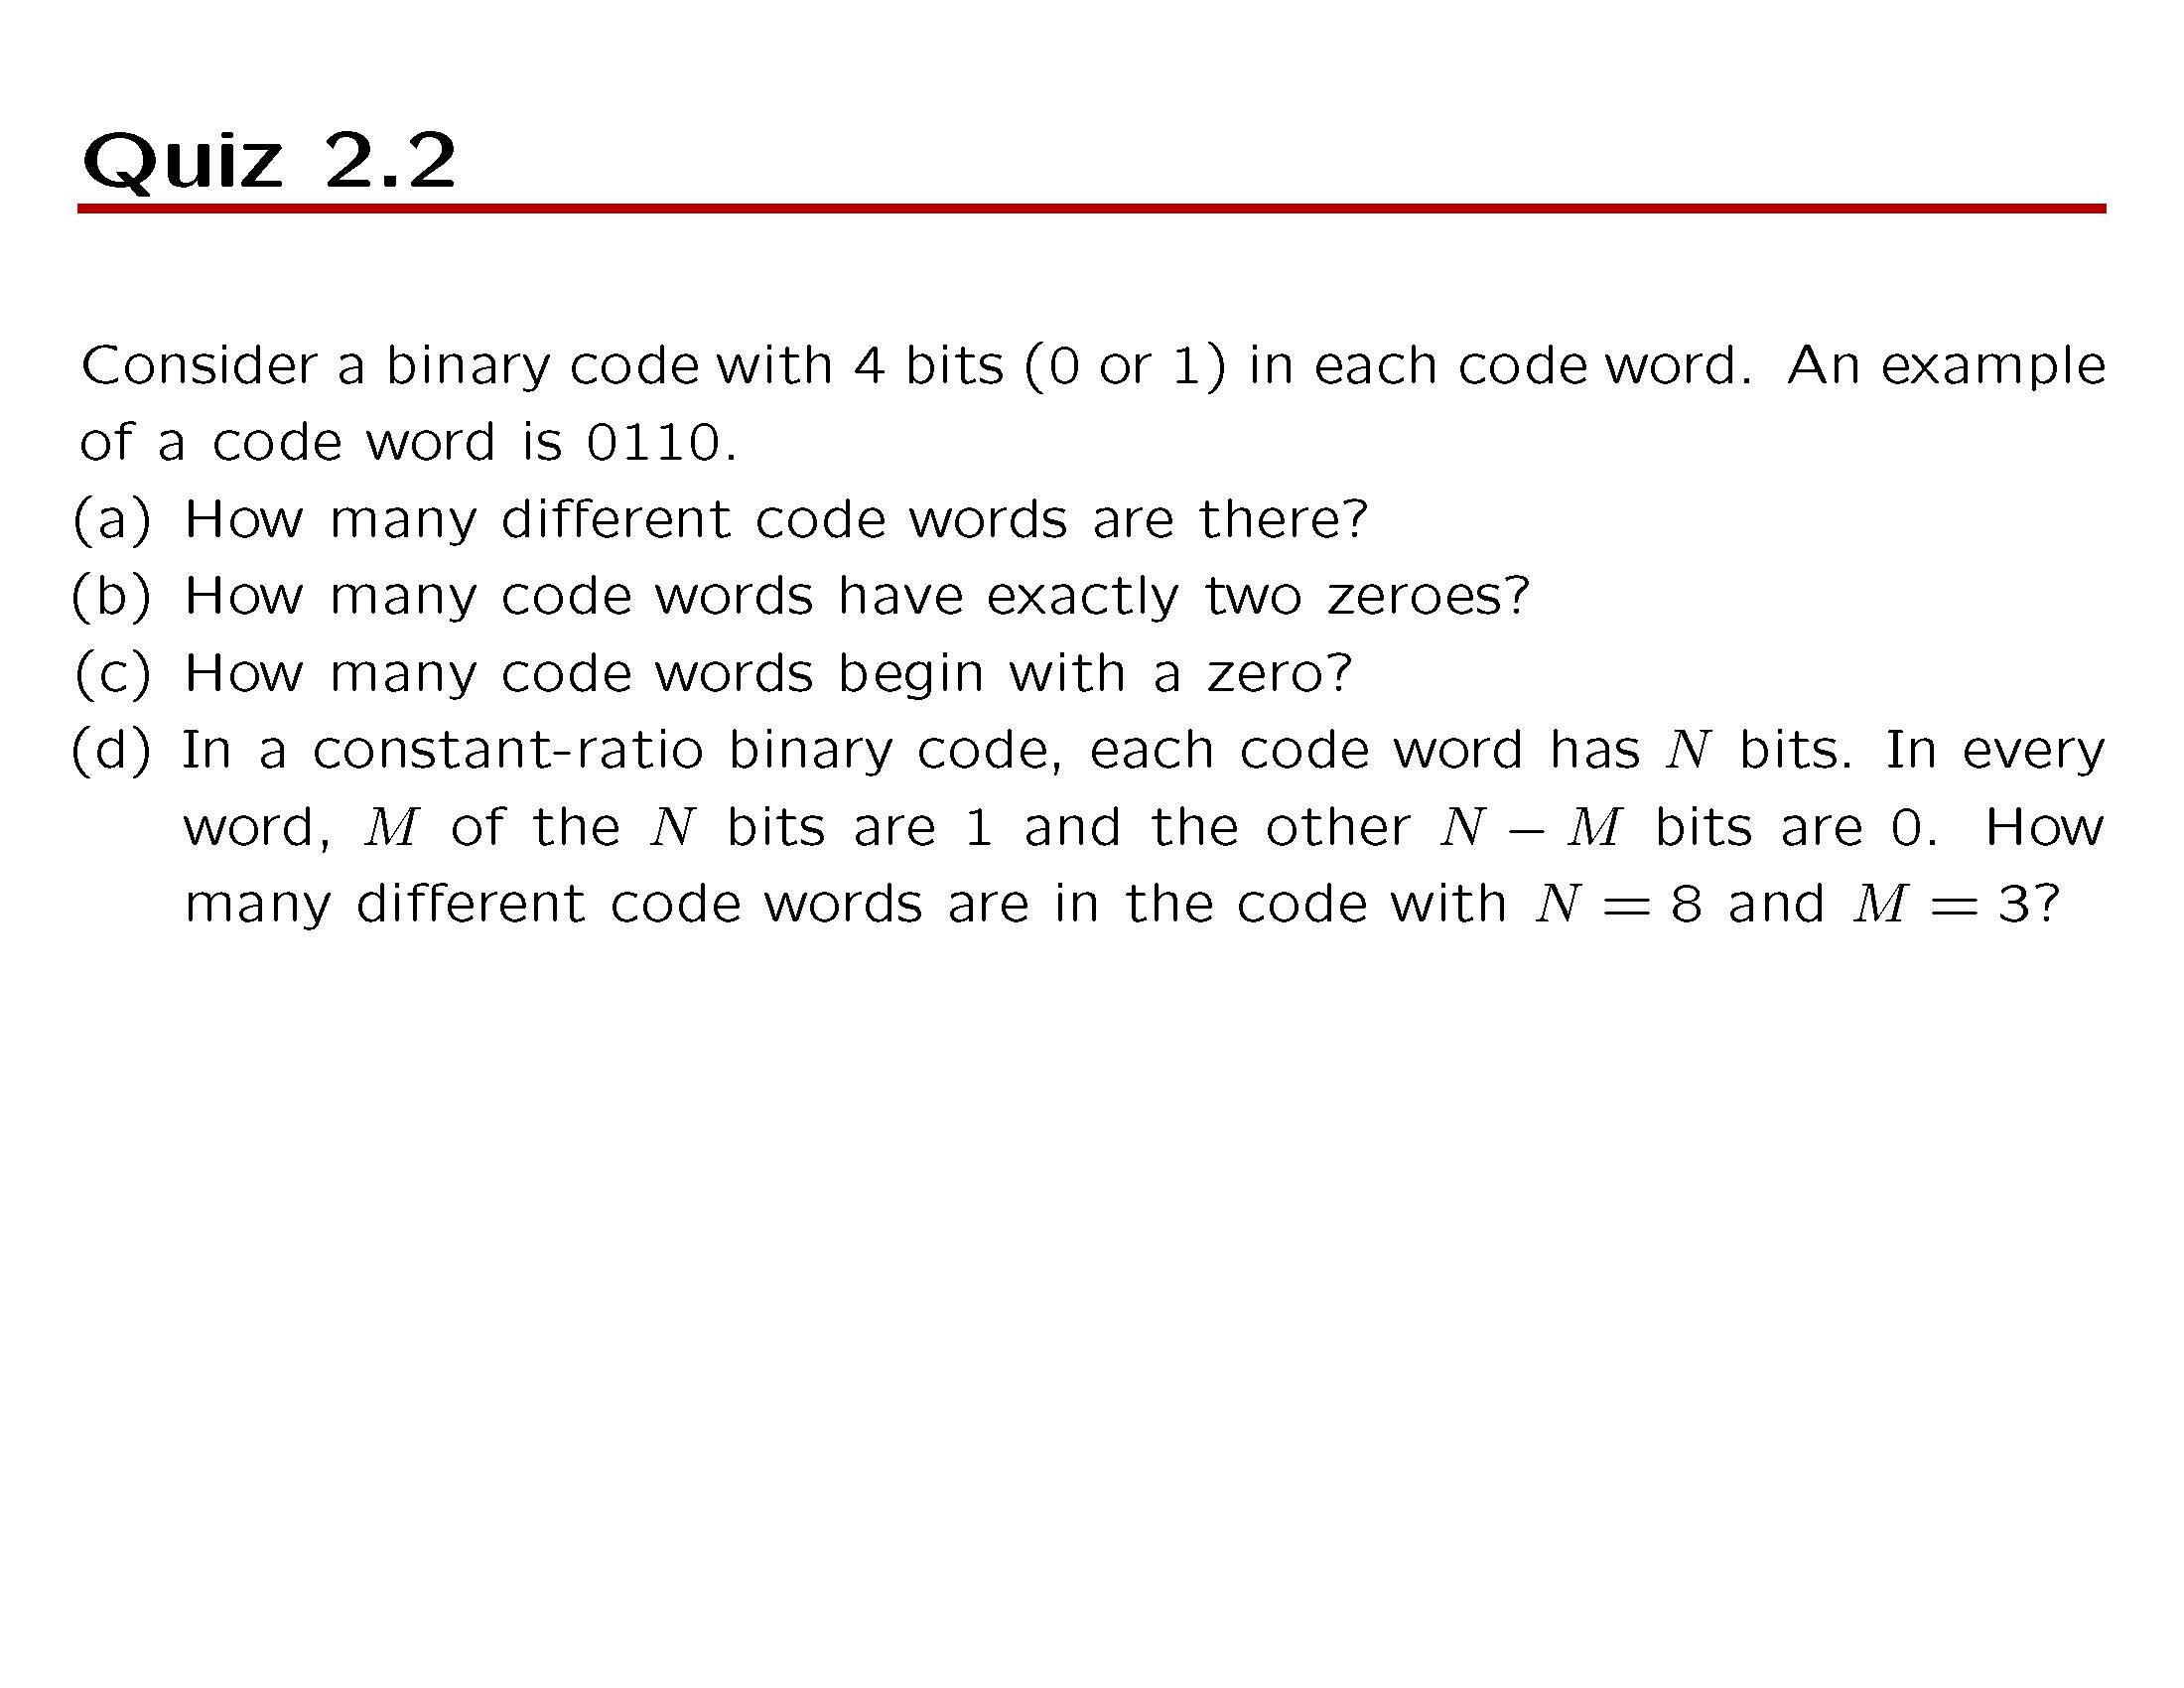 Quiz 2.2
Consider a binary code with 4 bits (0 or 1) in each code word. An example
of a code word is 0110.
(a) How many different code words are there?
(b) How many code words have exactly two zeroes?
(c) How many code words begin with a zero?
(d) In a constant-ratio binary code, each code word has N bits. In every
word, M of the N bits are 1 and the other N − M bits are 0. How
many different code words are in the code with N = 8 and M = 3?